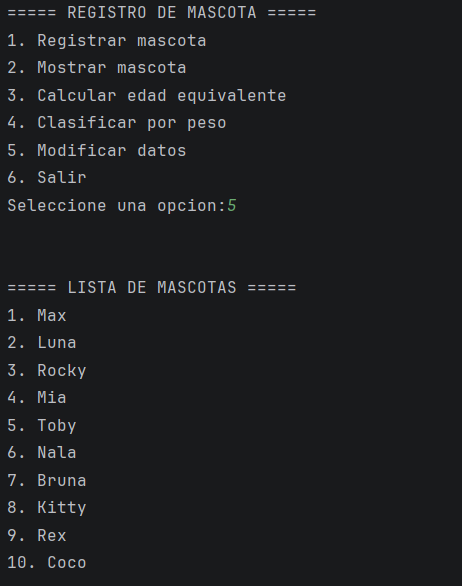 ===== REGISTRO DE MASCOTA =====
1. Registrar mascota
2. Mostrar mascota
3. Calcular edad equivalente
4. Clasificar por peso
5. Modificar datos
6. Salir
Seleccione una opcion:5
===== LISTA DE MASCOTAS =====
1. Max
2. Luna
3. Rocky
4. Mia
5. Toby
6. Nala
7. Bruna
8. Kitty
9. Rex
10. Coco